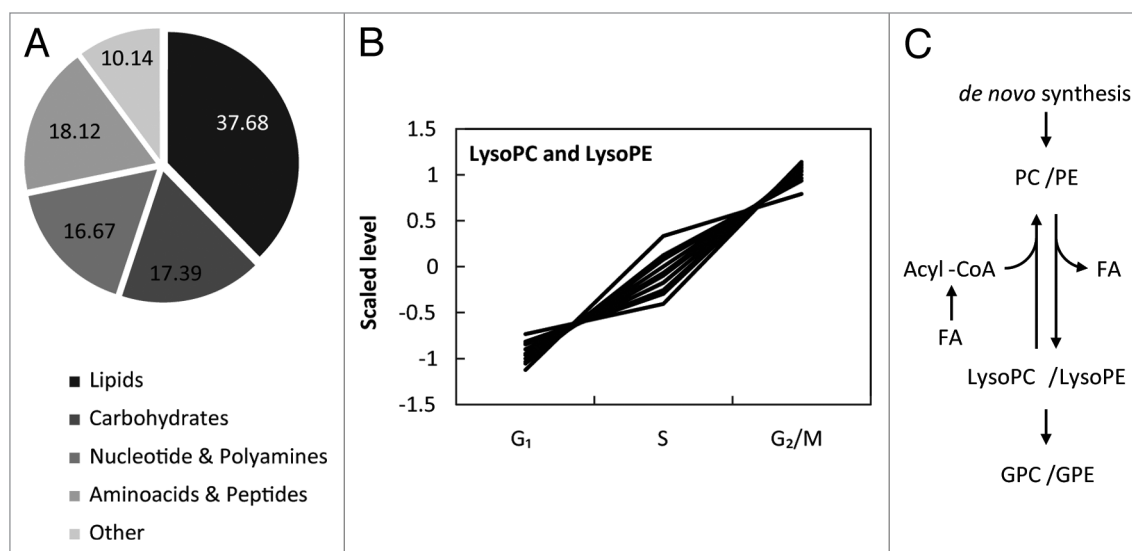 A
10.14
37.68
18.12
16.67
17.39
Lipids
Carbohydrates
Nucleotide & Polyamines
Aminoacids & Peptides
Other
B
LysoPC and LysoPE
Scaled level
1.5
1
0.5
0
-0.5
-1
-1.5
G₁
S
G₂/M
C
de novo synthesis
PC /PE
Acyl -CoA
FA
FA
LysoPC /LysoPE
GPC /GPE